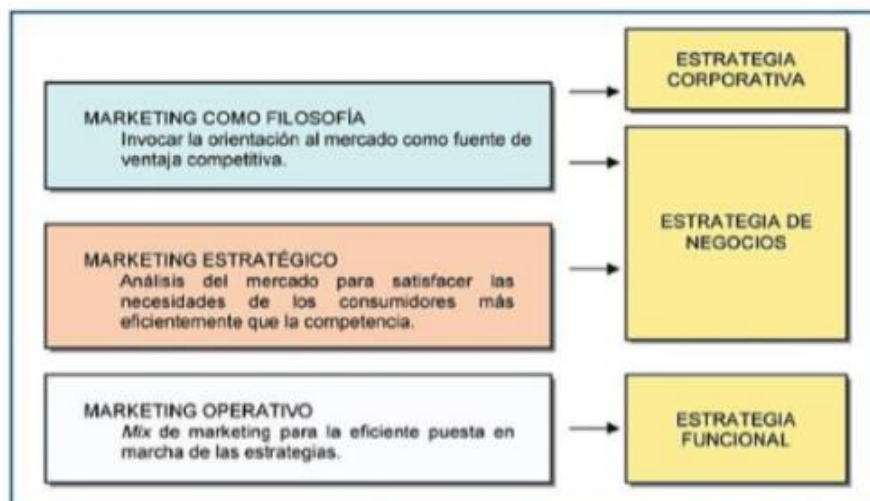 ESTRATEGIA
CORPORATIVA
MARKETING COMO FILOSOFÍA
Invocar la orientación al mercado como fuente de
ventaja competitiva.
ESTRATEGIA DE
NEGOCIOS
MARKETING ESTRATÉGICO
Análisis del mercado para satisfacer las
necesidades de los consumidores más
eficientemente que la competencia.
MARKETING OPERATIVO
Mix de marketing para la eficiente puesta en
marcha de las estrategias.
ESTRATEGIA
FUNCIONAL